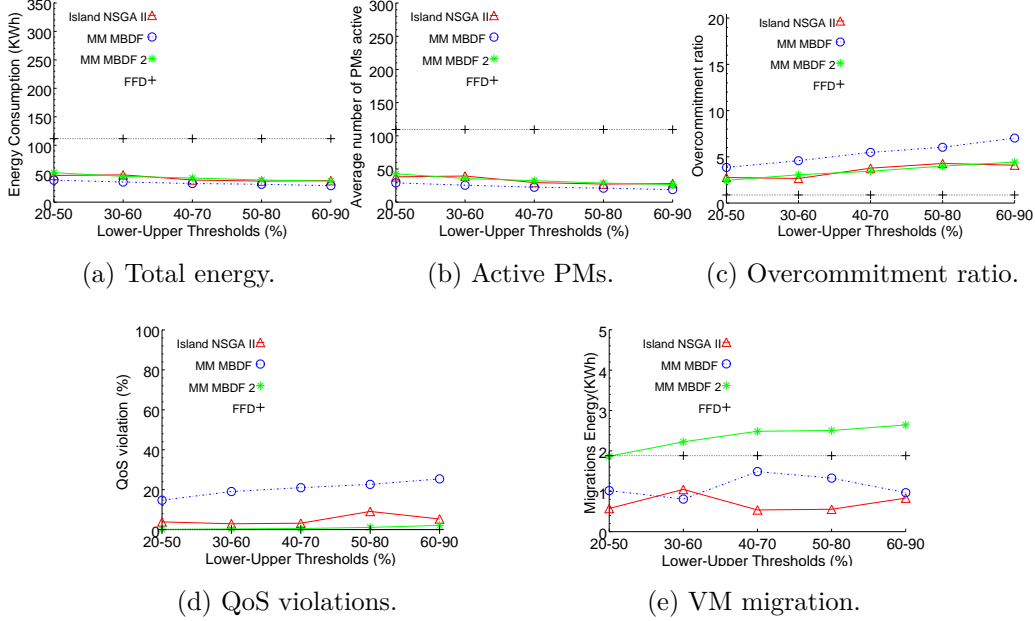 Energy Consumption (KWh)
350
300
250
200
150
100
50
0
Island NSGA II
MM MBDF
MM MBDF 2
FFD
20-50 30-60 40-70 50-80 60-90
Lower-Upper Thresholds (%)
(a) Total energy.
Average number of PMs active
300
250
200
150
100
50
0
Island NSGA II
MM MBDF
MM MBDF 2
FFD
20-50 30-60 40-70 50-80 60-90
Lower-Upper Thresholds (%)
(b) Active PMs.
Overcommitment ratio
20
15
10
5
0
Island NSGA II
MM MBDF
MM MBDF 2
FFD
20-50 30-60 40-70 50-80 60-90
Lower-Upper Thresholds (%)
(c) Overcommitment ratio.
QoS violation (%)
100
80
60
40
20
0
Island NSGA II
MM MBDF
MM MBDF 2
FFD
20-50 30-60 40-70 50-80 60-90
Lower-Upper Thresholds (%)
(d) QoS violations.
Migrations Energy(KWh)
5
4
3
2
1
0
Island NSGA II
MM MBDF
MM MBDF 2
FFD
20-50 30-60 40-70 50-80 60-90
Lower-Upper Thresholds (%)
(e) VM migration.